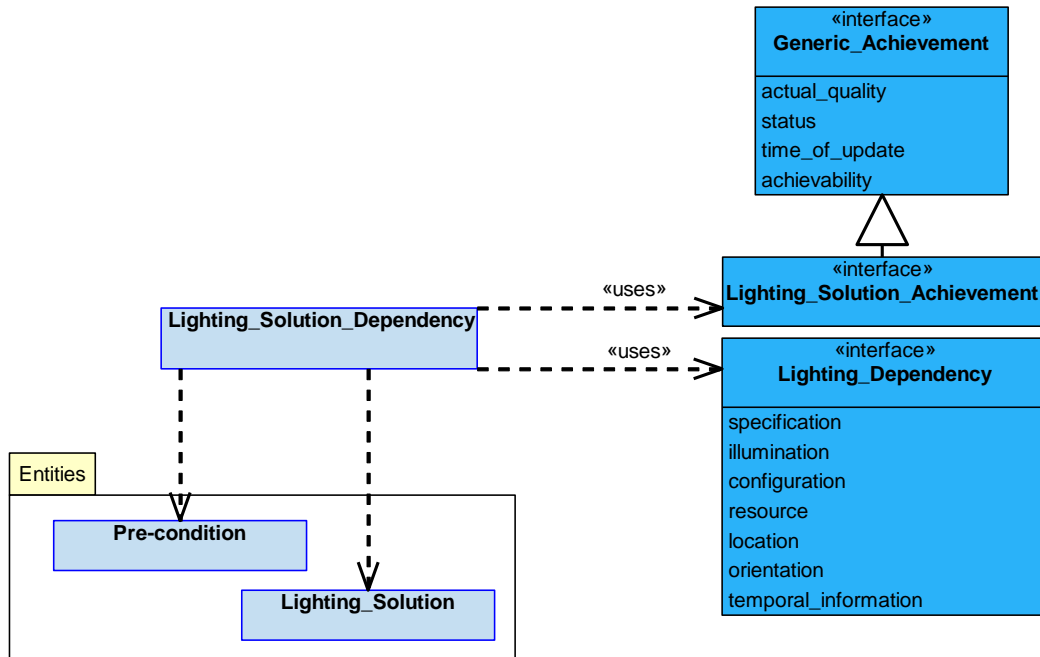 «interface»
Generic_Achievement
actual_quality
status
time_of_update
achievability
«interface»
Lighting_Solution_Achievement
«uses»
Lighting_Solution_Dependency
«uses»
«interface»
Lighting_Dependency
specification
illumination
configuration
resource
location
orientation
temporal_information
Entities
Pre-condition
Lighting_Solution